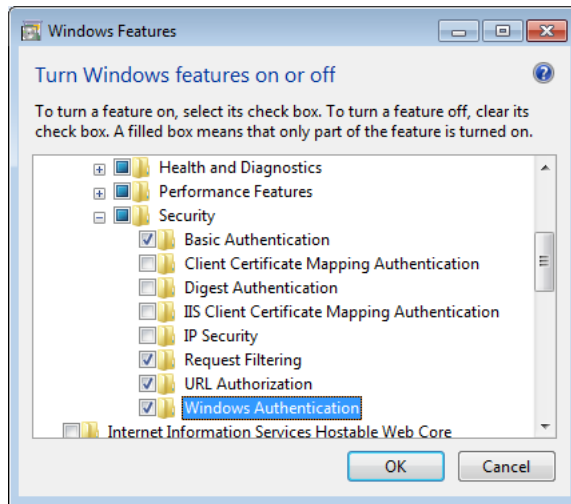 Windows Features
Turn Windows features on or off
To turn a feature on, select its check box. To turn a feature off, clear its
check box. A filled box means that only part of the feature is turned on.
Health and Diagnostics
Performance Features
Security
Basic Authentication
Client Certificate Mapping Authentication
Digest Authentication
IIS Client Certificate Mapping Authentication
IP Security
Request Filtering
URL Authorization
Windows Authentication
Internet Information Services Hostable Web Core
OK Cancel